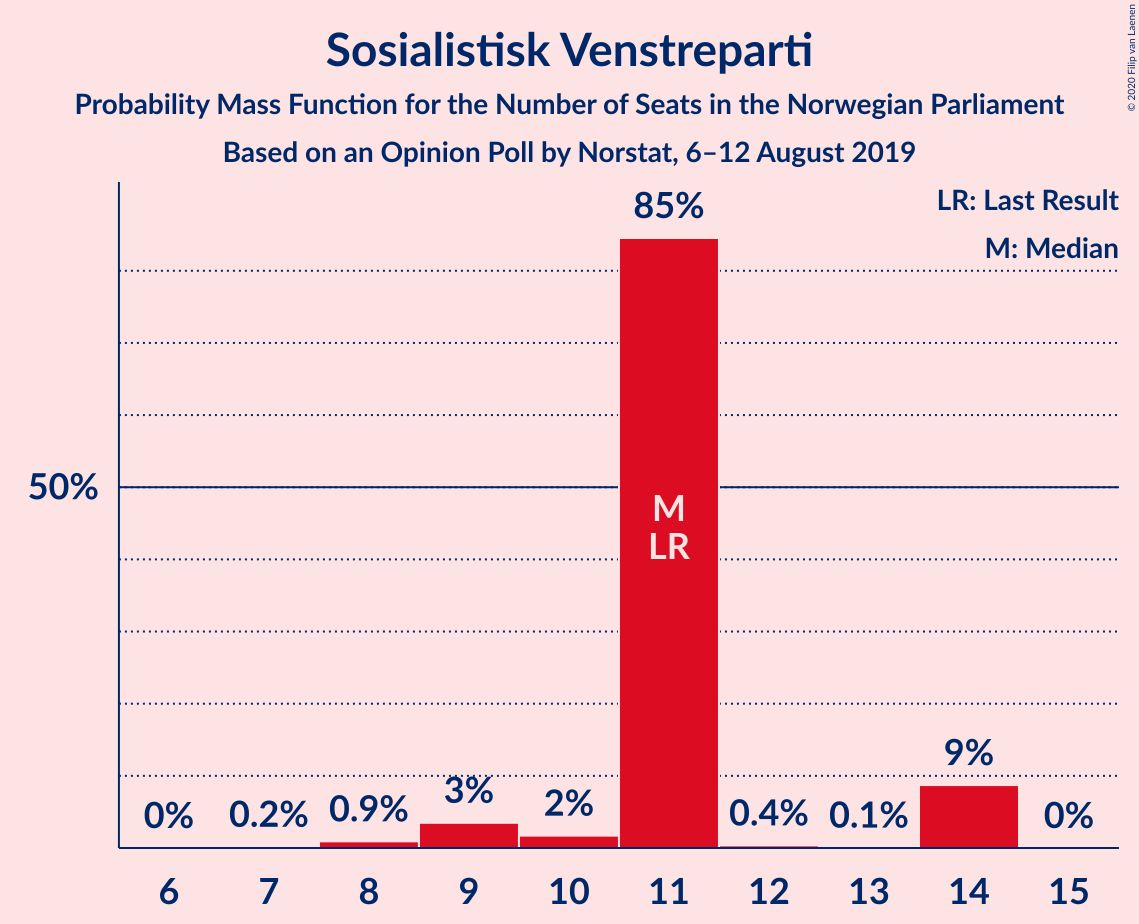 Sosialistisk Venstreparti
Probability Mass Function for the Number of Seats in the Norwegian Parliament
Based on an Opinion Poll by Norstat, 6–12 August 2019
© 2020 Filip van Laenen
LR: Last Result
M: Median
85%
50%
M
LR
0%
0.2%
0.9%
3%
2%
0.4%
0.1%
9%
0%
6
7
8
9
10
11
12
13
14
15